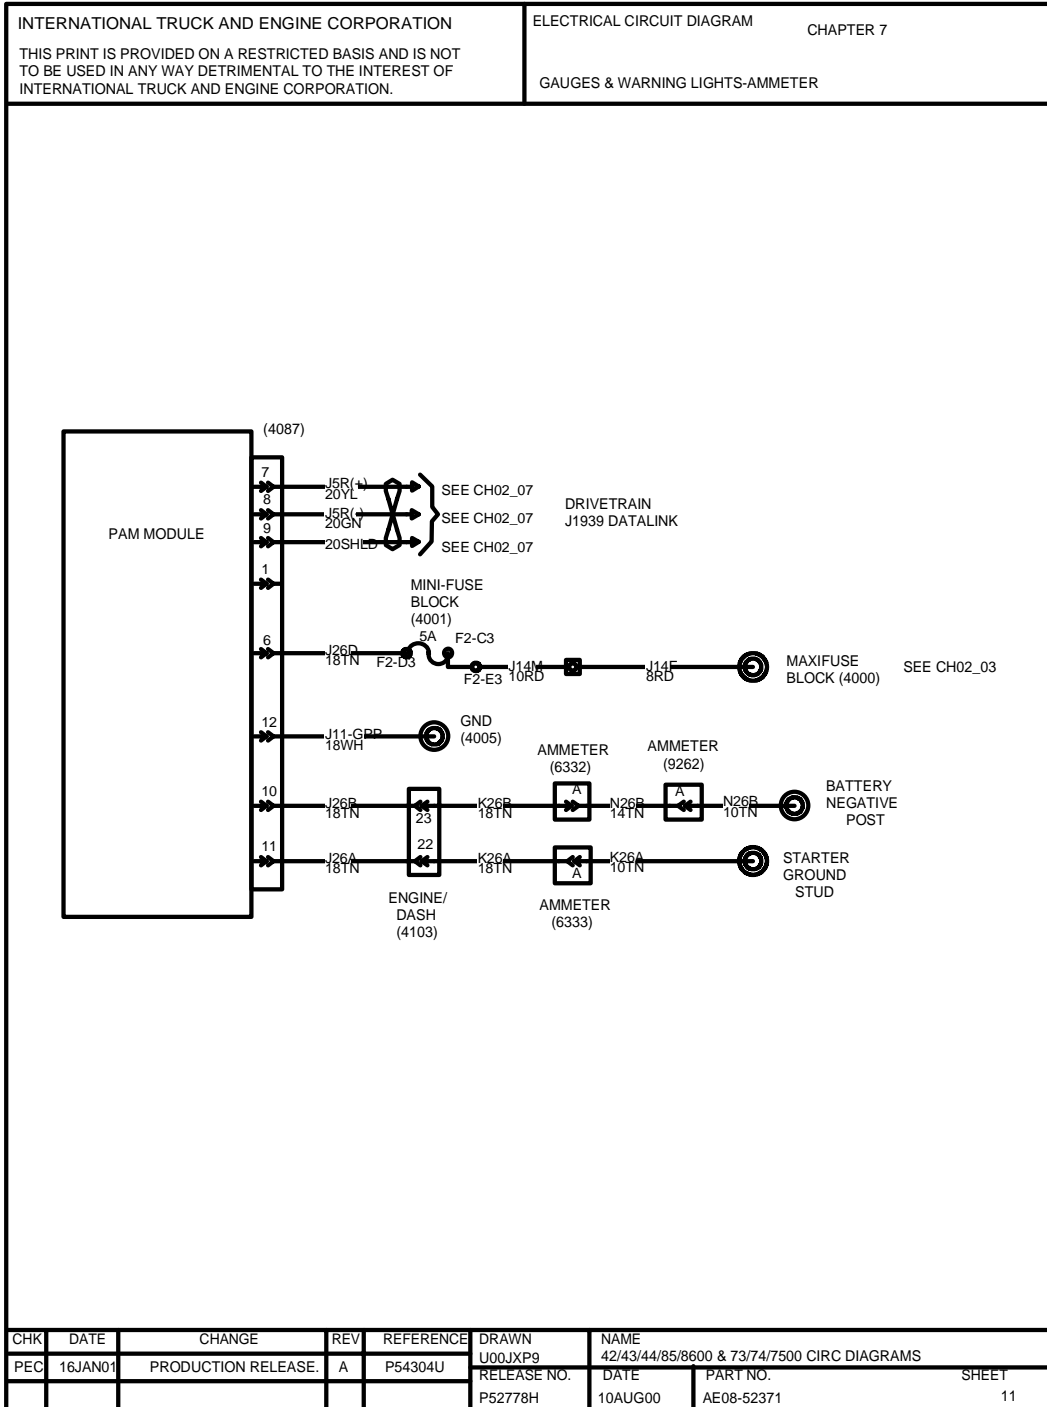 INTERNATIONAL TRUCK AND ENGINE CORPORATION
THIS PRINT IS PROVIDED ON A RESTRICTED BASIS AND IS NOT
TO BE USED IN ANY WAY DETRIMENTAL TO THE INTEREST OF
INTERNATIONAL TRUCK AND ENGINE CORPORATION.
ELECTRICAL CIRCUIT DIAGRAM
CHAPTER 7
GAUGES & WARNING LIGHTS-AMMETER
(4087)
PAM MODULE
7
J5R(+)
20YL
SEE CH02_07
8
J5R(-)
20GN
SEE CH02_07
9
20SHLD
SEE CH02_07
DRIVETRAIN
J1939 DATALINK
1
MINI-FUSE
BLOCK
(4001)
5A
F2-C3
6
J26D
18TN
F2-D3
F2-E3
J14M
10RD
J14F
8RD
MAXIFUSE
BLOCK (4000)
SEE CH02_03
12
J11-GPP
18WH
GND
(4005)
AMMETER
(6332)
AMMETER
(9262)
10
J26B
18TN
23
K26B
18TN
A
N26B
14TN
A
N26B
10TN
BATTERY
NEGATIVE
POST
11
J26A
18TN
22
K26A
18TN
A
K26A
10TN
STARTER
GROUND
STUD
ENGINE/
DASH
(4103)
AMMETER
(6333)
CHK DATE CHANGE REV REFERENCE
PEC 16JAN01 PRODUCTION RELEASE. A P54304U
DRAWN
U00JXP9
NAME
42/43/44/85/8600 & 73/74/7500 CIRC DIAGRAMS
RELEASE NO.
P52778H
DATE
10AUG00
PART NO.
AE08-52371
SHEET
11